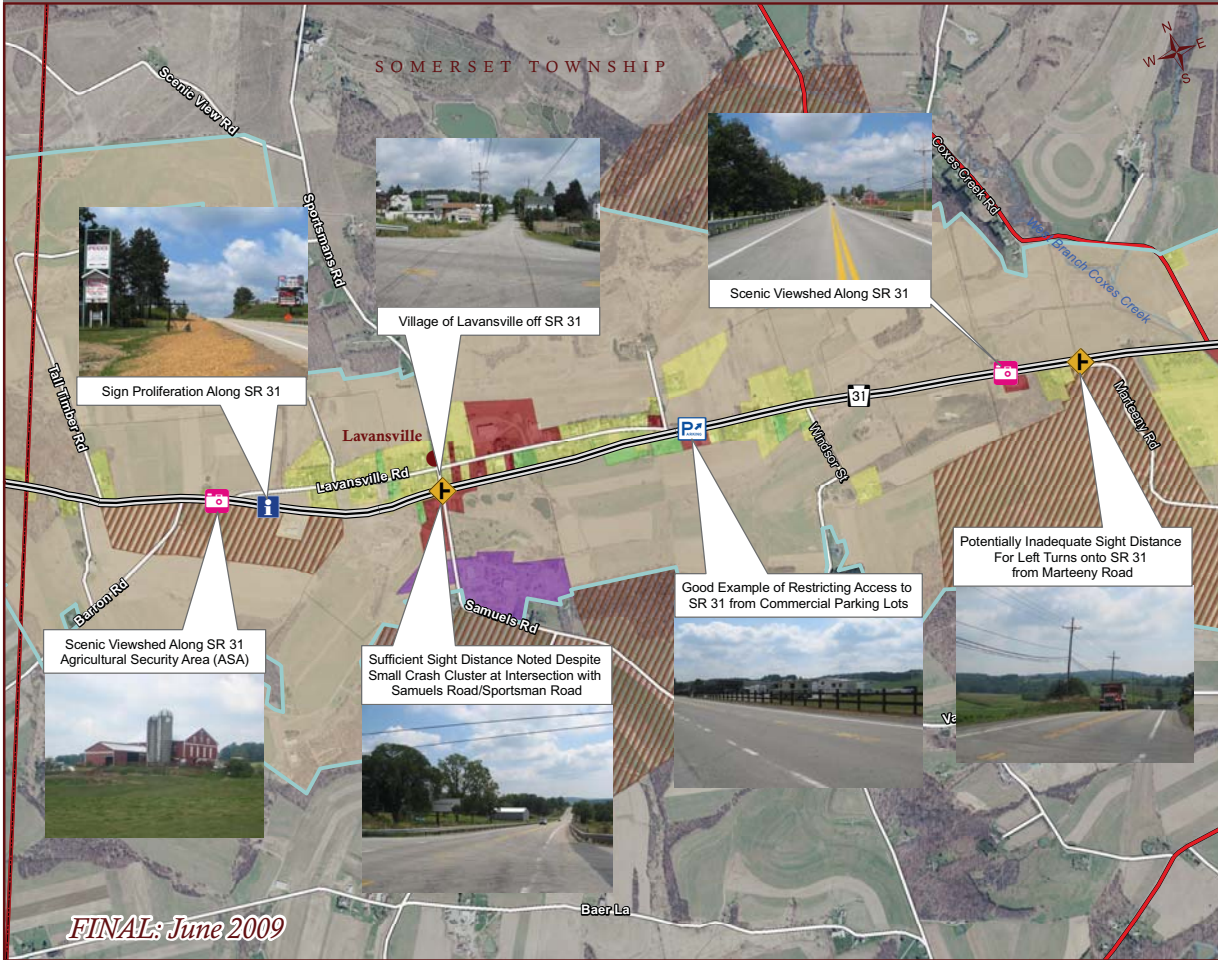 SOMERSET TOWNSHIP
N
W E
S
Scenic View Rd
Sportsmans Rd
Coxes Creek Rd
West Branch Coxes Creek
Scenic Viewshed Along SR 31
Village of Lavansville off SR 31
Sign Proliferation Along SR 31
Tall Timber Rd
31
Marteeny Rd
Lavansville
PARKING
Windsor St
Lavansville Rd
i
Barron Rd
Samuels Rd
Potentially Inadequate Sight Distance
For Left Turns onto SR 31
from Marteeny Road
Good Example of Restricting Access to
SR 31 from Commercial Parking Lots
Scenic Viewshed Along SR 31
Agricultural Security Area (ASA)
Sufficient Sight Distance Noted Despite
Small Crash Cluster at Intersection with
Samuels Road/Sportsman Road
Va
Baer La
FINAL: June 2009